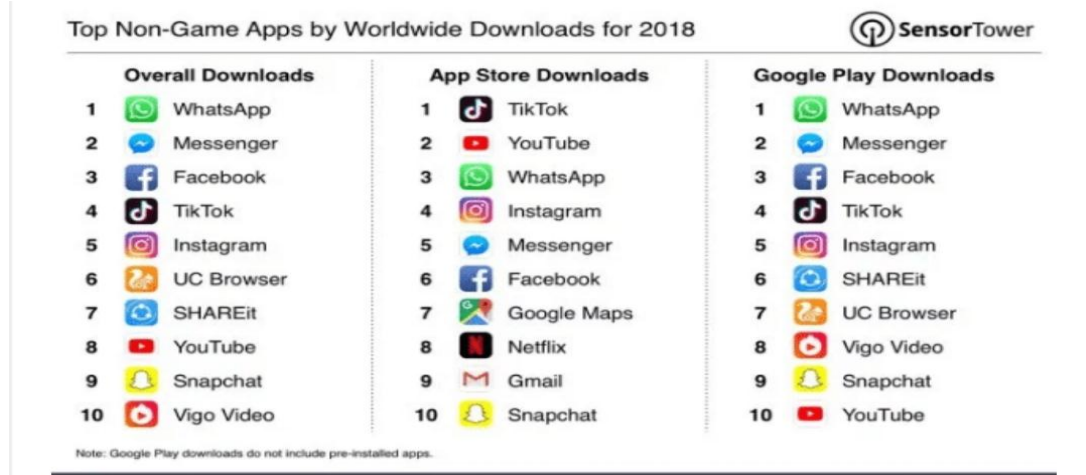 Top Non-Game Apps by Worldwide Downloads for 2018
SensorTower
Overall Downloads
1 WhatsApp
2 Messenger
3 Facebook
4 TikTok
5 Instagram
6 UC Browser
7 SHAREit
8 YouTube
9 Snapchat
10 Vigo Video
App Store Downloads
1 TikTok
2 YouTube
3 WhatsApp
4 Instagram
5 Messenger
6 Facebook
7 Google Maps
8 Netflix
9 Gmail
10 Snapchat
Google Play Downloads
1 WhatsApp
2 Messenger
3 Facebook
4 TikTok
5 Instagram
6 SHAREit
7 UC Browser
8 Vigo Video
9 Snapchat
10 YouTube
Note: Google Play downloads do not include pre-installed apps.